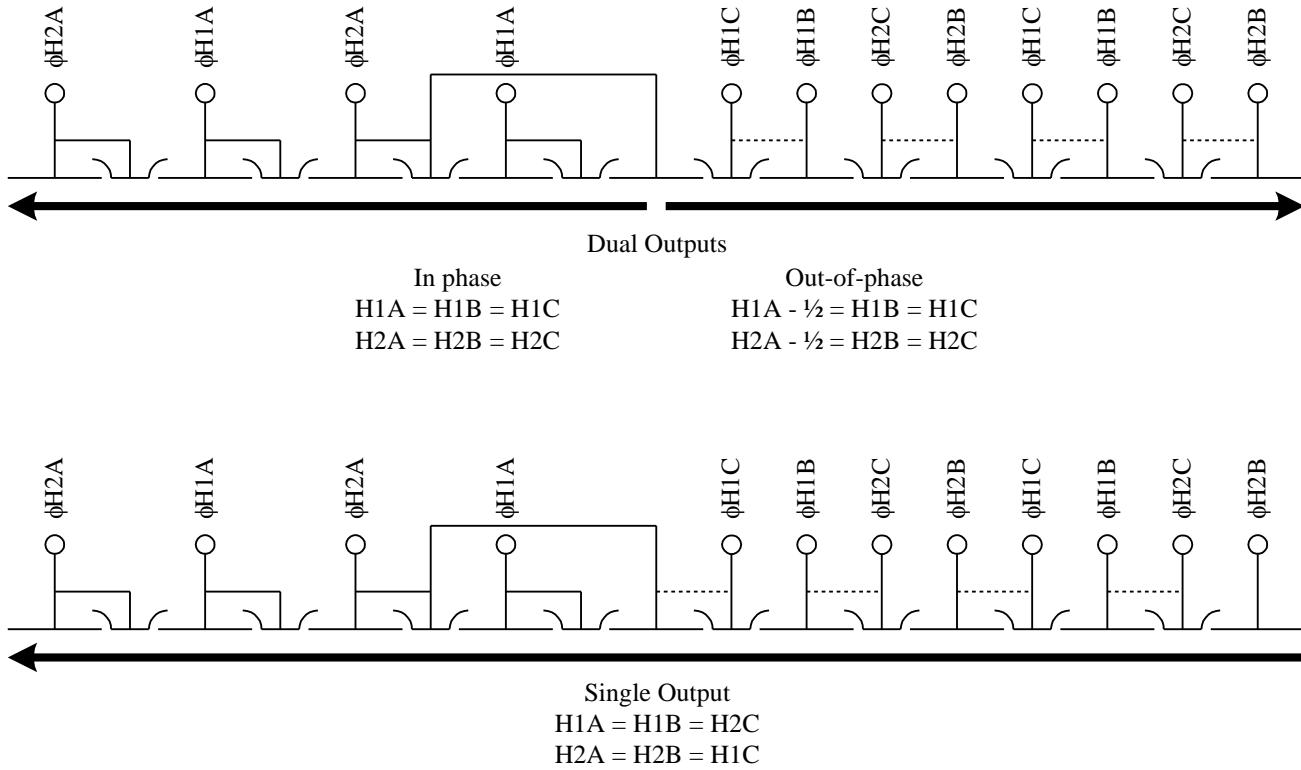 ϕH2A ϕH1A ϕH2A ϕH1A ϕH1C ϕH1B ϕH2C ϕH2B ϕH1C ϕH1B ϕH2C ϕH2B
Dual Outputs
In phase Out-of-phase
H1A = H1B = H1C H1A - ½ = H1B = H1C
H2A = H2B = H2C H2A - ½ = H2B = H2C
ϕH2A ϕH1A ϕH2A ϕH1A ϕH1C ϕH1B ϕH2C ϕH2B ϕH1C ϕH1B ϕH2C ϕH2B
Single Output
H1A = H1B = H2C
H2A = H2B = H1C